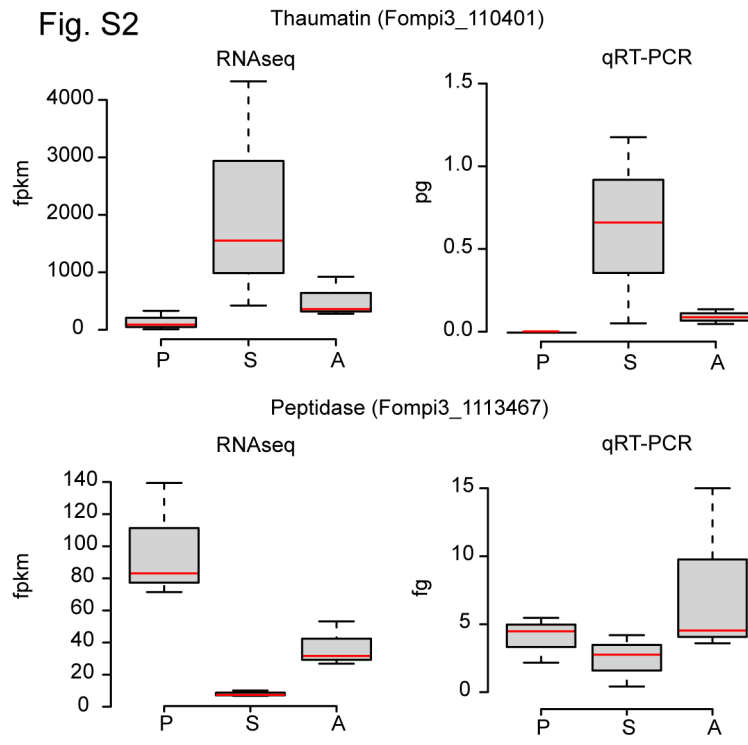 Fig. S2
Thaumatin (Fompi3_110401)
RNAseq
qRT-PCR
fpkm
4000
3000
2000
1000
0
P S A
pg
1.5
1.0
0.5
0.0
P S A
Peptidase (Fompi3_1113467)
RNAseq
qRT-PCR
fpkm
140
120
100
80
60
40
20
0
P S A
fg
15
10
5
0
P S A